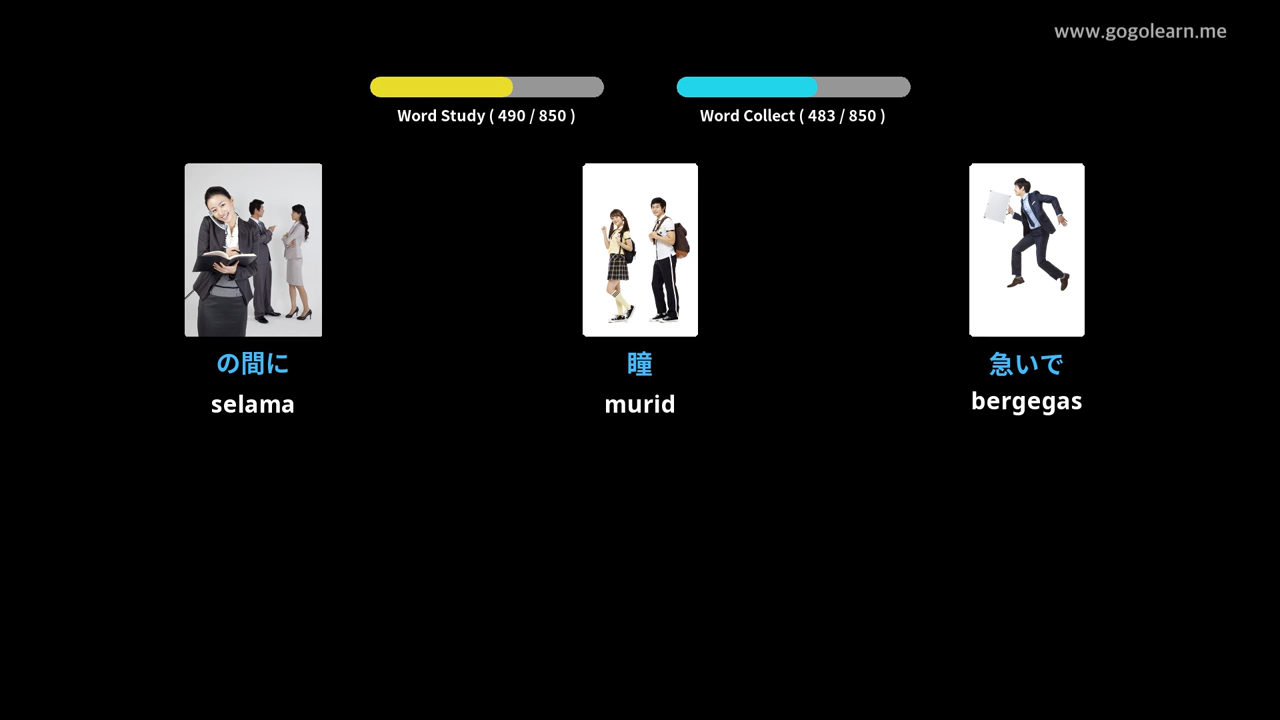 www.gogolearn.me
Word Study ( 490 / 850 )
Word Collect ( 483 / 850 )
の間に
瞳
急いで
selama
murid
bergegas